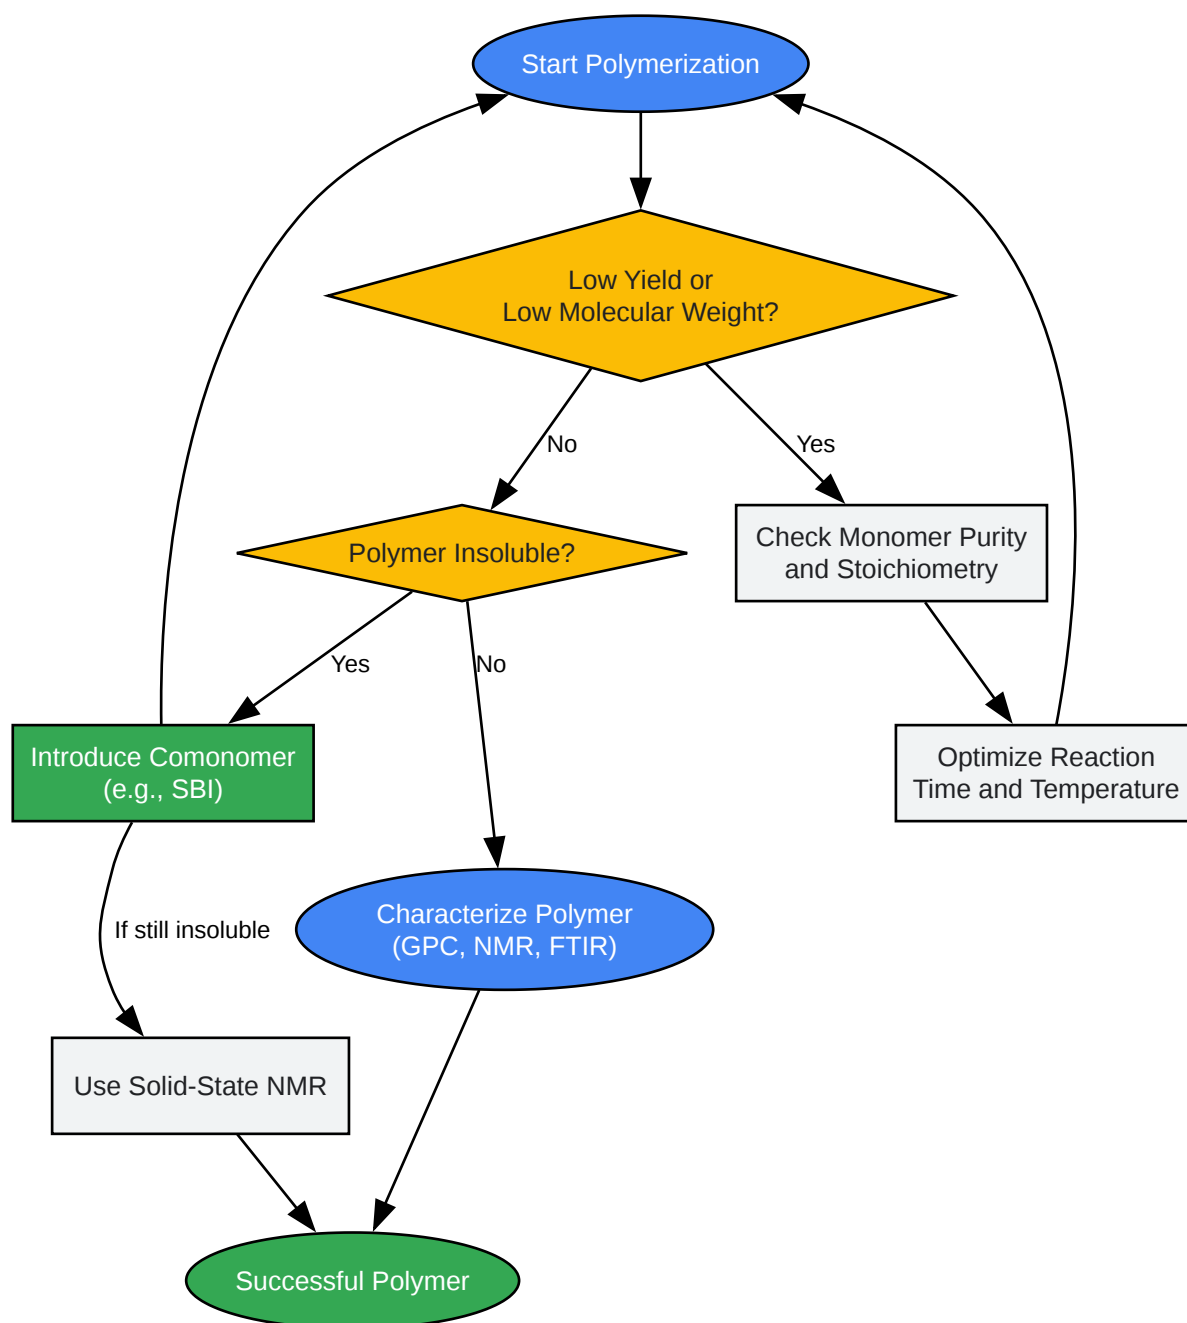 Start Polymerization
Low Yield or
Low Molecular Weight?
No
Yes
Polymer Insoluble?
Check Monomer Purity
and Stoichiometry
Yes
No
Introduce Comonomer
(e.g., SBI)
Optimize Reaction
Time and Temperature
If still insoluble
Characterize Polymer
(GPC, NMR, FTIR)
Use Solid-State NMR
Successful Polymer